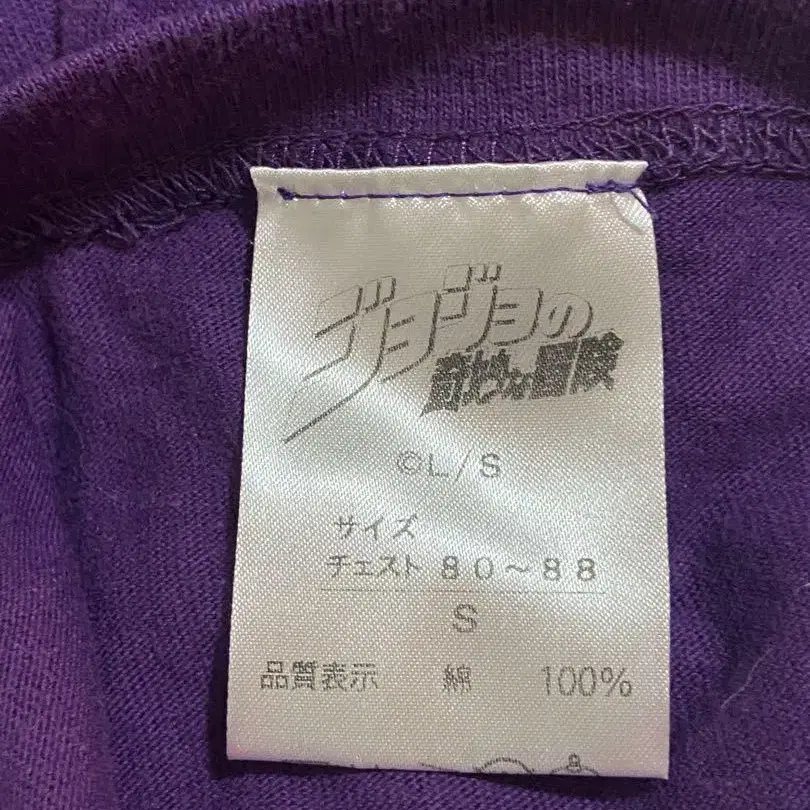 ジョジョの
奇妙な冒険
©L/S
サイズ
チェスト 80～88
S
品質表示 綿 100%